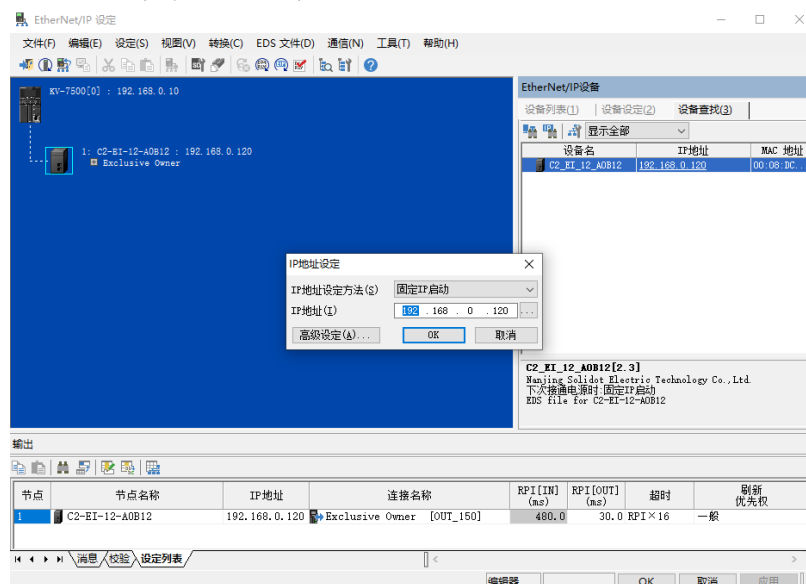 EtherNet/IP 设定
文件(F) 编辑(E) 设定(S) 视图(V) 转换(C) EDS 文件(D) 通信(N) 工具(T) 帮助(H)
KV-7500[0] : 192.168.0.10
1: C2-EI-12-A0B12 : 192.168.0.120
Exclusive Owner
EtherNet/IP设备
设备列表(1) 设备设定(2) 设备查找(3)
显示全部
设备名 IP地址 MAC 地址
C2_EI_12_A0B12 192.168.0.120 00:08:DC...
IP地址设定
IP地址设定方法(S) 固定IP启动
IP地址(I) 192 . 168 . 0 . 120 ...
高级设定(A)... OK 取消
C2_EI_12_A0B12[2.3]
Nanjing Solidot Electric Technology Co.,Ltd.
下次接通电源时:固定IP启动
EDS file for C2-EI-12-A0B12
输出
节点 节点名称 IP地址 连接名称 RPI[IN] (ms) RPI[OUT] (ms) 超时 刷新 优先权
1 C2-EI-12-A0B12 192.168.0.120 Exclusive Owner [OUT_150] 480.0 30.0 RPI×16 一般
消息 校验 设定列表
编辑器 OK 取消 应用